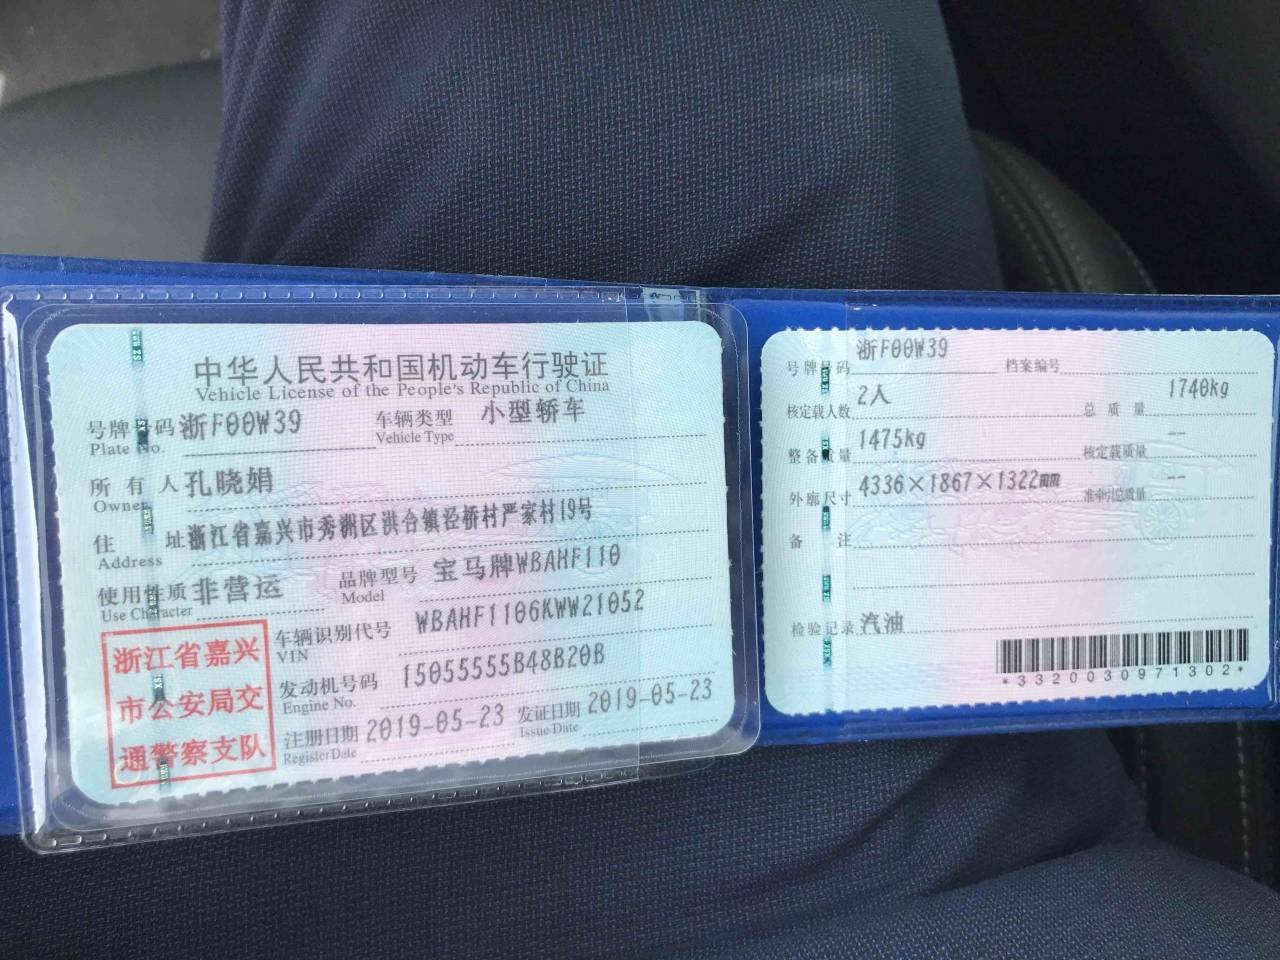 中华人民共和国机动车行驶证
Vehicle License of the People's Republic of China
号牌号码 浙F00W39 车辆类型 小型轿车
Plate No. Vehicle Type
所有人 孔晓娟
Owner
住址 浙江省嘉兴市秀洲区洪合镇泾桥村严家村19号
Address
使用性质 非营运 品牌型号 宝马牌WBAHF110
Use Character Model
浙江省嘉兴
市公安局交
通警察支队
车辆识别代号 WBAHF1106KWW21052
VIN
发动机号码 15055555B48B20B
Engine No.
注册日期 2019-05-23 发证日期 2019-05-23
Register Date Issue Date
号牌号码 浙F00W39 档案编号
核定载人数 2人 总质量 1740kg
整备质量 1475kg 核定载质量 --
外廓尺寸 4336×1867×1322mm 准牵引总质量 --
备注
检验记录 汽油
*3320030971302*